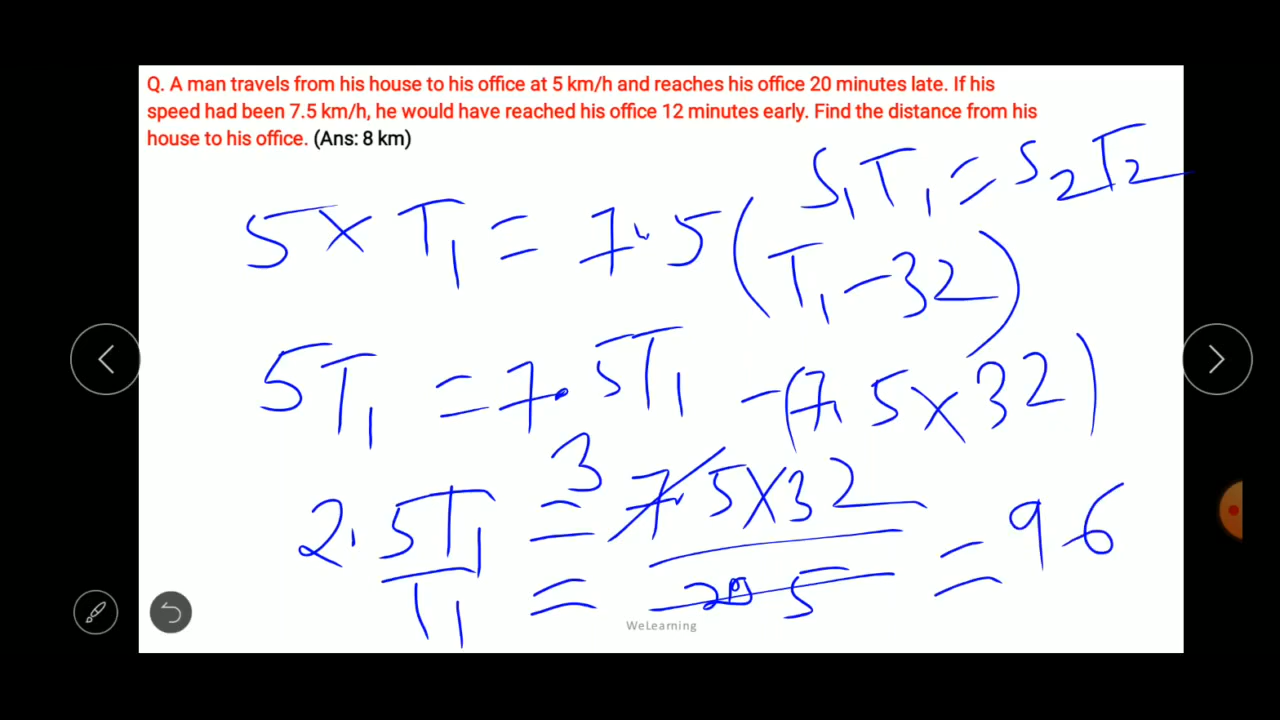 Q. A man travels from his house to his office at 5 km/h and reaches his office 20 minutes late. If his
speed had been 7.5 km/h, he would have reached his office 12 minutes early. Find the distance from his
house to his office. (Ans: 8 km)
S₁T₁ = S₂T₂
5 × T₁ = 7.5 (T₁ - 32)
5T₁ = 7.5T₁ - (7.5 × 32)
3
2.5T₁ = 7.5 × 32
T₁ = 2.5 = 96
WeLearning